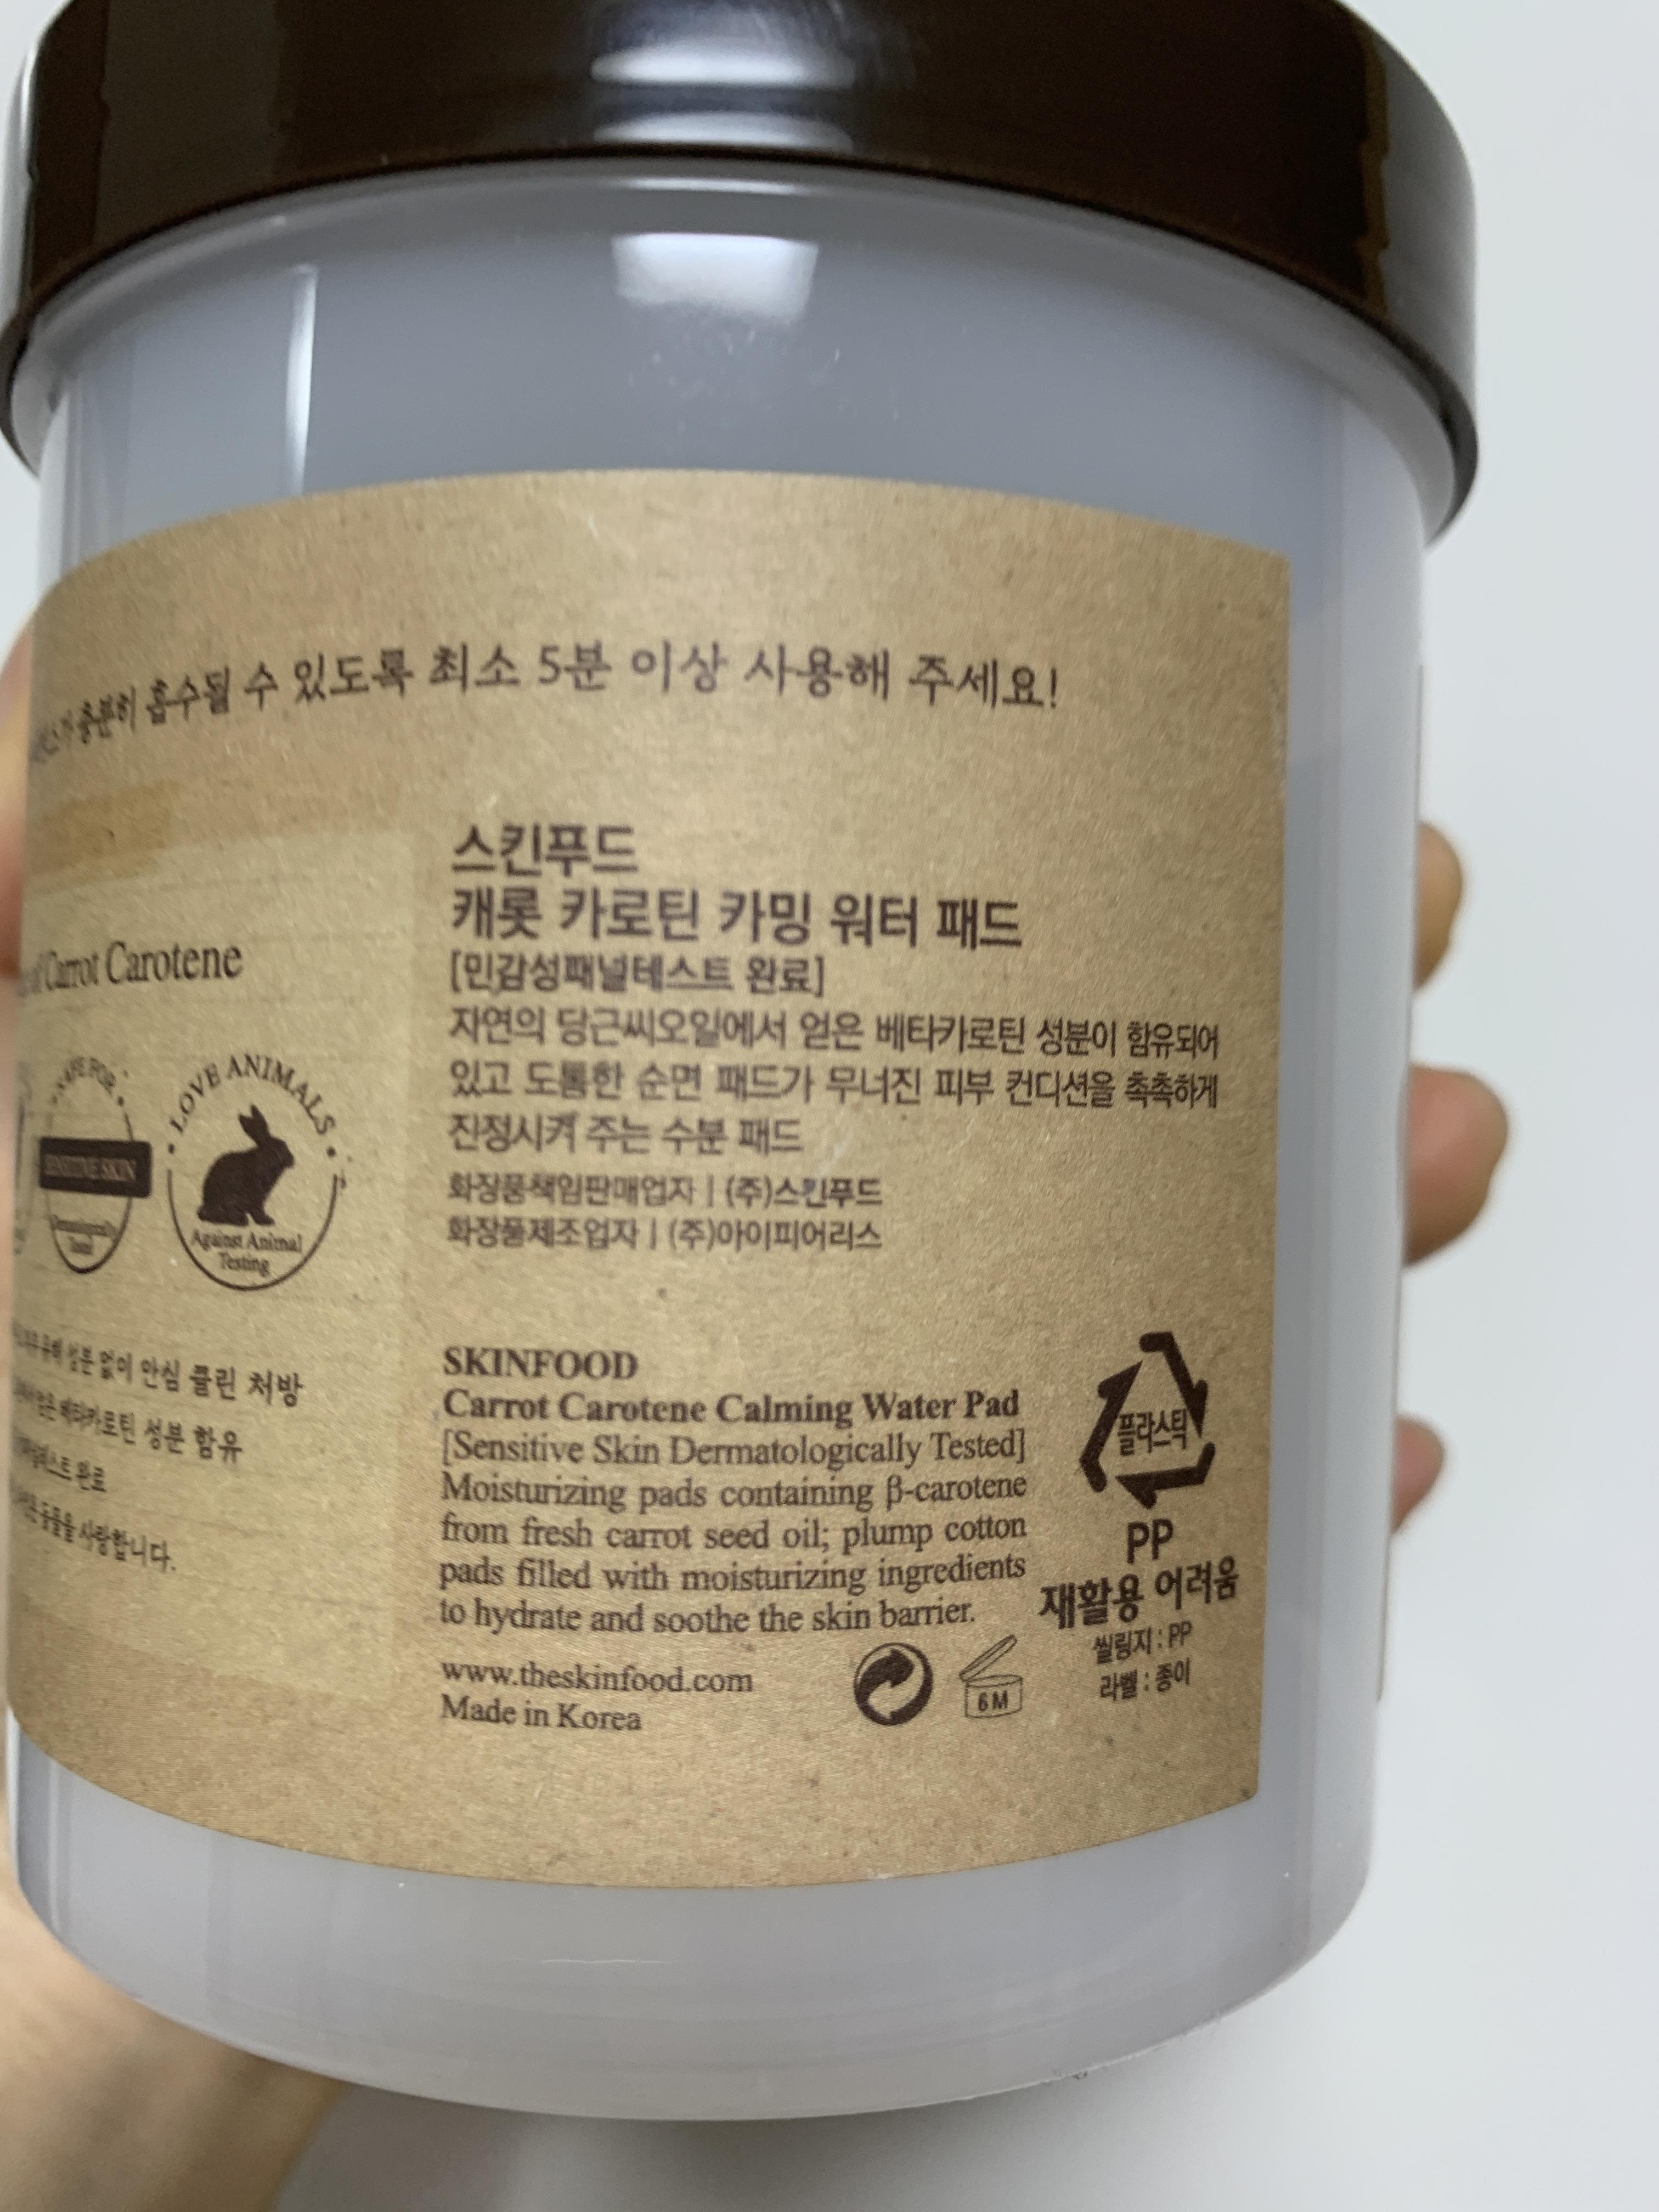 충분히 흡수될 수 있도록 최소 5분 이상 사용해 주세요!
Carrot Carotene
SAFE FOR
SENSITIVE SKIN
Dermatologically
Tested
LOVE ANIMALS
Against Animal
Testing
유해 성분 없이 안심 클린 처방
베타카로틴 성분 함유
완료
동물을 사랑합니다.
스킨푸드
캐롯 카로틴 카밍 워터 패드
[민감성패널테스트 완료]
자연의 당근씨오일에서 얻은 베타카로틴 성분이 함유되어
있고 도톰한 순면 패드가 무너진 피부 컨디션을 촉촉하게
진정시켜 주는 수분 패드
화장품책임판매업자 | (주)스킨푸드
화장품제조업자 | (주)아이피어리스
SKINFOOD
Carrot Carotene Calming Water Pad
[Sensitive Skin Dermatologically Tested]
Moisturizing pads containing β-carotene
from fresh carrot seed oil; plump cotton
pads filled with moisturizing ingredients
to hydrate and soothe the skin barrier.
www.theskinfood.com
Made in Korea
6M
플라스틱
PP
재활용 어려움
씰링지 : PP
라벨 : 종이